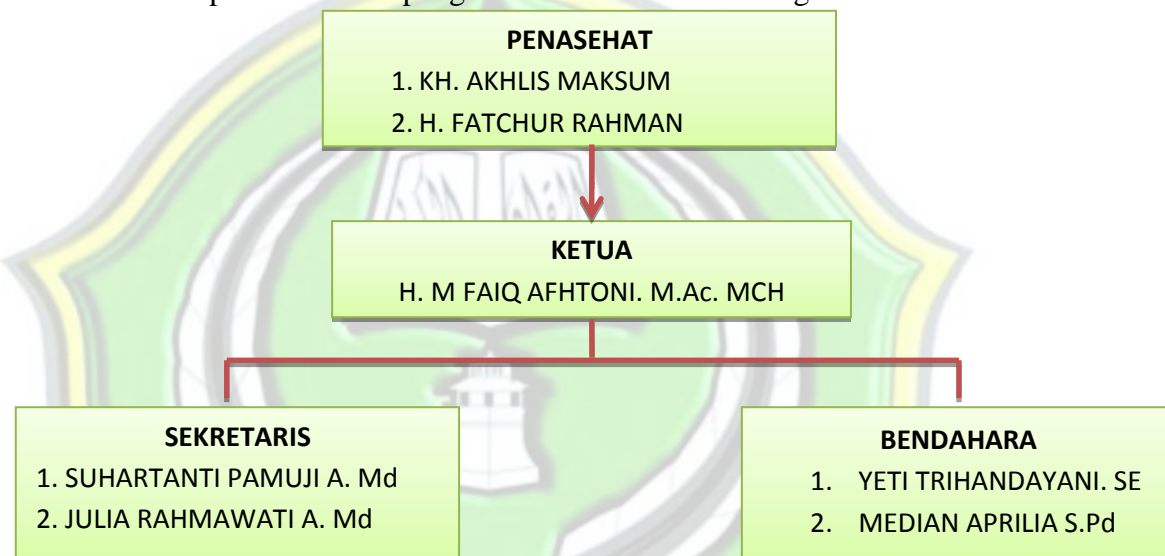 PENASEHAT
1. KH. AKHLIS MAKSUM
2. H. FATCHUR RAHMAN
KETUA
H. M FAIQ AFHTONI. M.Ac. MCH
SEKRETARIS
1. SUHARTANTI PAMUJI A. Md
2. JULIA RAHMAWATI A. Md
BENDAHARA
1. YETI TRIHANDAYANI. SE
2. MEDIAN APRILIA S.Pd